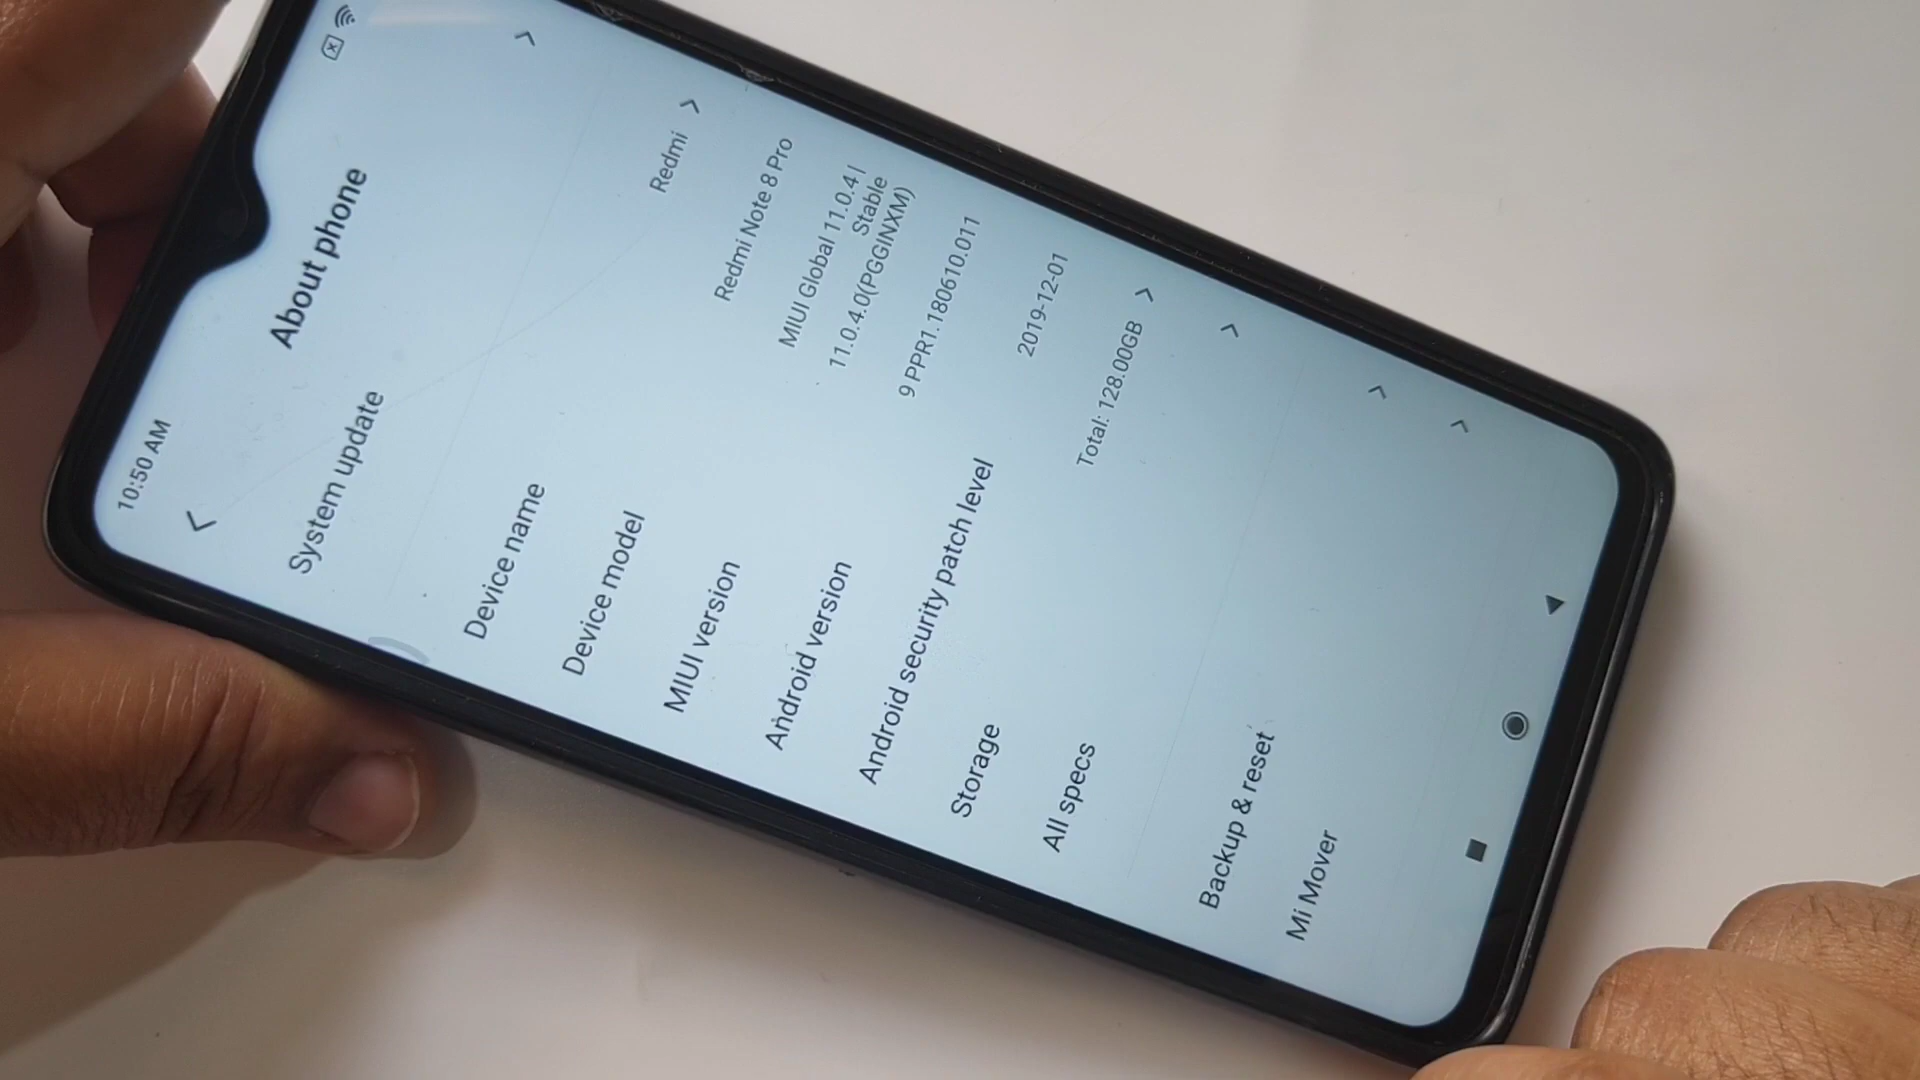 10:50 AM
About phone
System update
Device name Redmi
Device model Redmi Note 8 Pro
MIUI version MIUI Global 11.0.4 |
Stable
11.0.4.0(PGGINXM)
Android version 9 PPR1.180610.011
Android security patch level 2019-12-01
Storage Total: 128.00GB
All specs
Backup & reset
Mi Mover